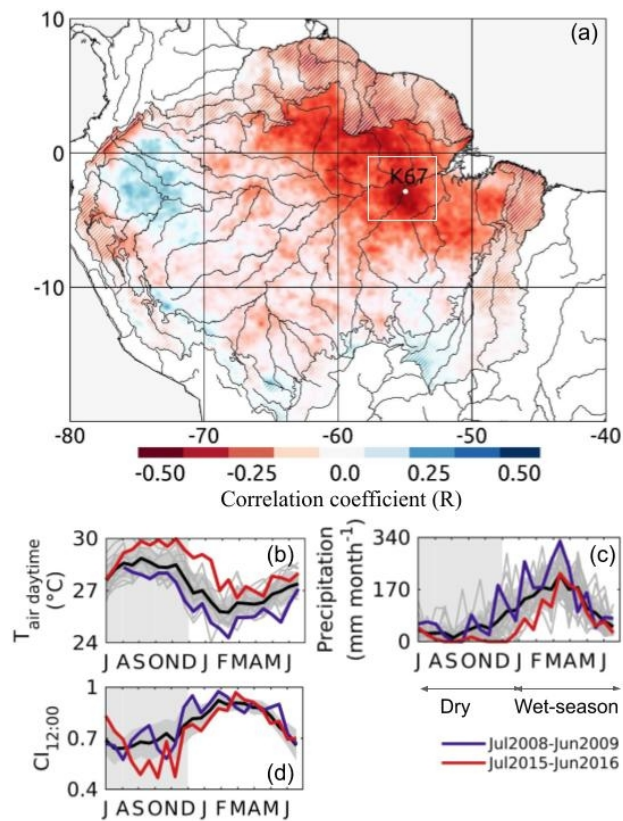 (a)
10
0
-10
K67
-80 -70 -60 -50 -40
-0.50 -0.25 0.0 0.25 0.50
Correlation coefficient (R)
(b)
30
27
24
T air daytime
(°C)
J A S O N D J F M A M J J
(c)
340
170
0
Precipitation
(mm month-1)
J A S O N D J F M A M J J
(d)
1
0.7
0.4
CI12:00
J A S O N D J F M A M J J
Dry Wet-season
Jul2008-Jun2009
Jul2015-Jun2016